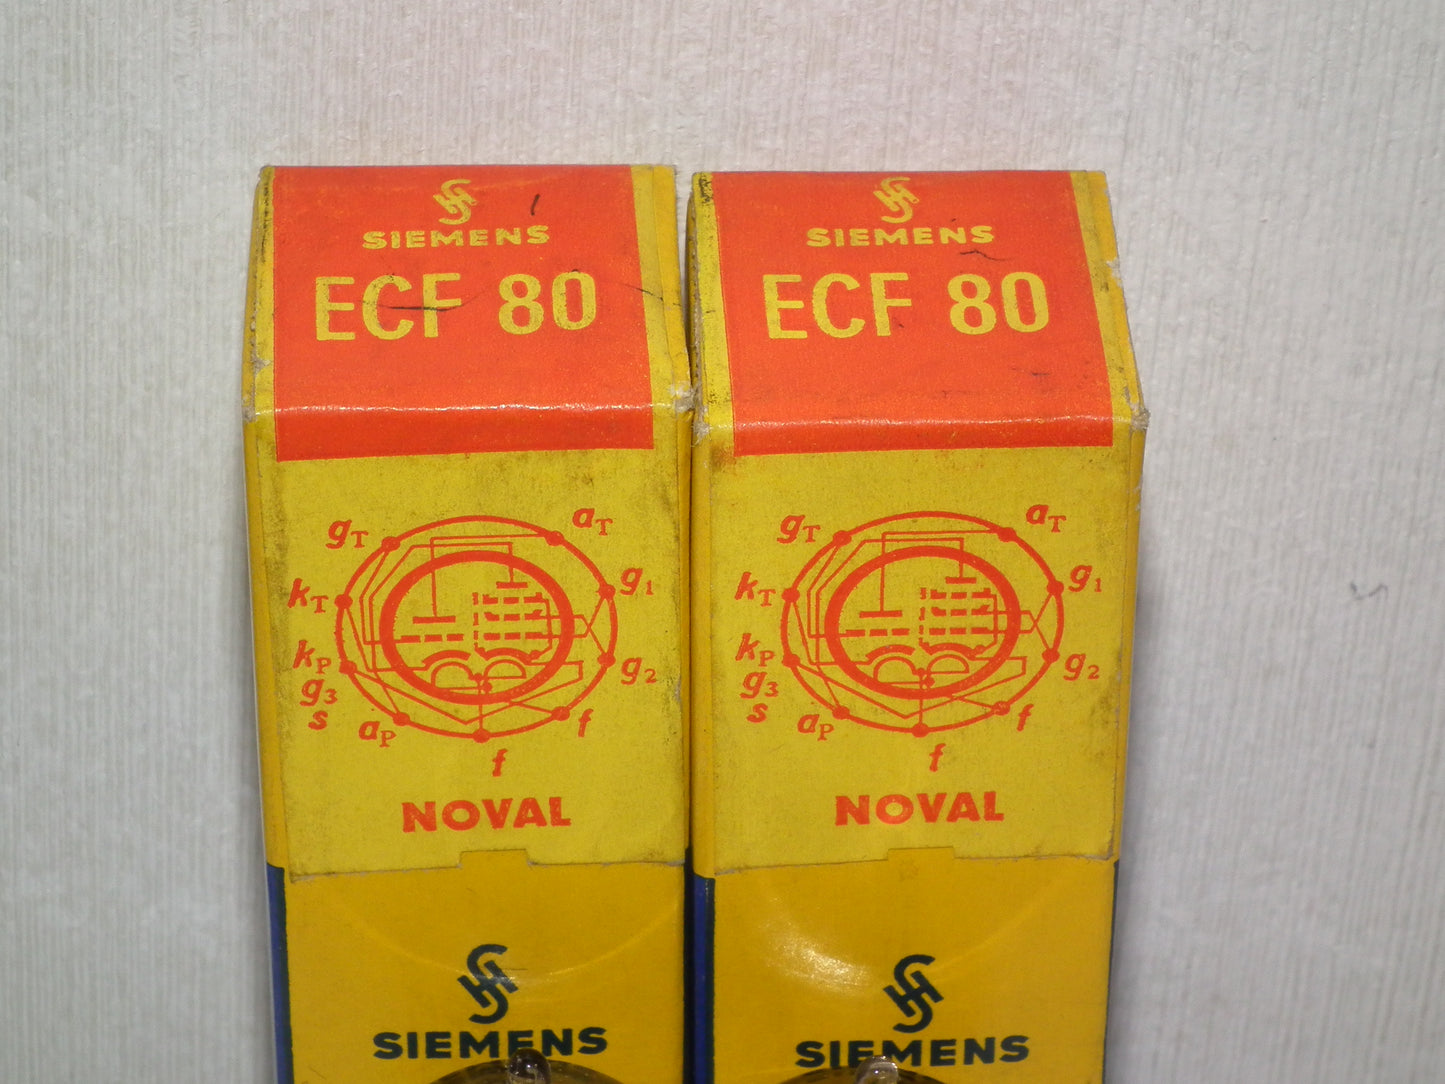 SIEMENS
ECF 80
gT
aT
kT
g1
kP
g3
s
g2
aP
f
f
NOVAL
SIEMENS
SIEMENS
ECF 80
gT
aT
kT
g1
kP
g3
s
g2
aP
f
f
NOVAL
SIEMENS